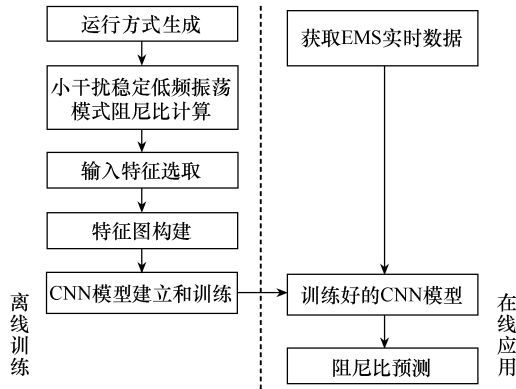 运行方式生成
小干扰稳定低频振荡
模式阻尼比计算
输入特征选取
特征图构建
CNN模型建立和训练
离线训练
获取EMS实时数据
训练好的CNN模型
阻尼比预测
在线应用